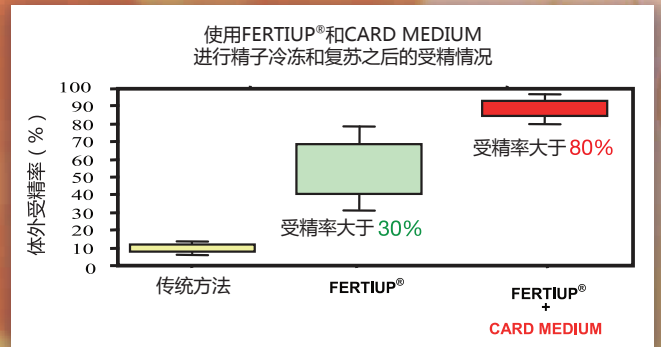 使用FERTIUP®和CARD MEDIUM
进行精子冷冻和复苏之后的受精情况
体外受精率（%）
100
90
80
70
60
50
40
30
20
10
0
受精率大于80%
受精率大于30%
传统方法
FERTIUP®
FERTIUP®
+
CARD MEDIUM